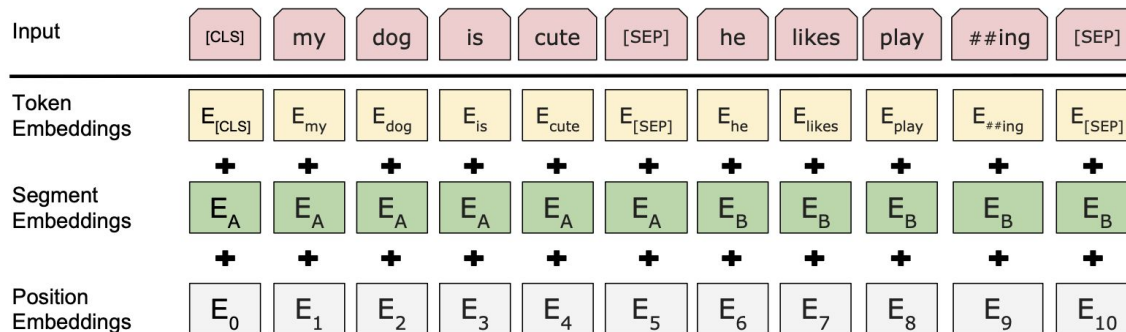 Input [CLS] my dog is cute [SEP] he likes play ##ing [SEP]
Token Embeddings E[CLS] Emy Edog Eis Ecute E[SEP] Ehe Elikes Eplay E##ing E[SEP]
+ + + + + + + + + + +
Segment Embeddings EA EA EA EA EA EA EB EB EB EB EB
+ + + + + + + + + + +
Position Embeddings E0 E1 E2 E3 E4 E5 E6 E7 E8 E9 E10